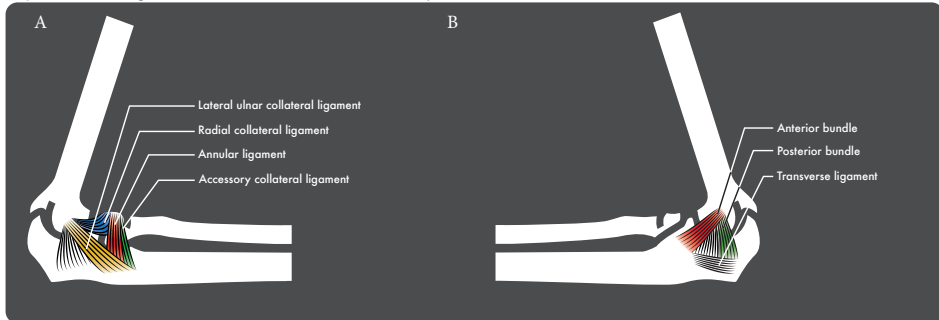 A
B
Lateral ulnar collateral ligament
Radial collateral ligament
Annular ligament
Accessory collateral ligament
Anterior bundle
Posterior bundle
Transverse ligament